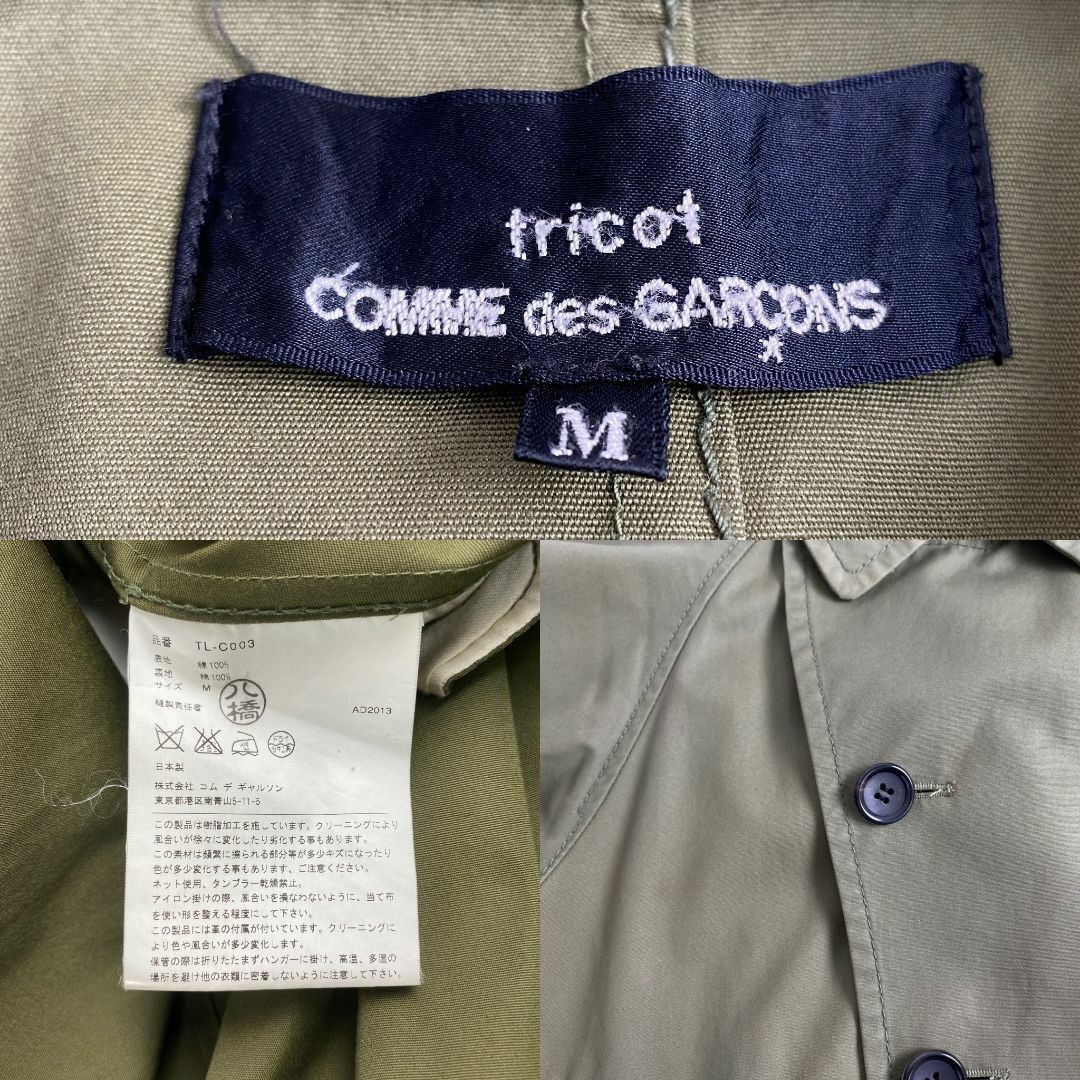 tricot
COMME des GARÇONS
M
品番 TL-C003
表地 綿100%
裏地 綿100%
サイズ M
縫製責任者 八橋 AD2013
ドライ セキユ系
日本製
株式会社 コム デ ギャルソン
東京都港区南青山5-11-5
この製品は樹脂加工を施しています。クリーニングにより
風合いが徐々に変化したり劣化する事もあります。
この素材は頻繁に擦られる部分等が多少キズになったり
色が多少変化する事もあります、ご注意ください。
ネット使用、タンブラー乾燥禁止。
アイロン掛けの際、風合いを損なわないように、当て布
を使い形を整える程度にして下さい。
この製品には革の付属が付いています。クリーニングに
より色や風合いが多少変化します。
保管の際は折りたたまずハンガーに掛け、高温、多湿の
場所を避け他の衣類に密着しないように注意して下さい。